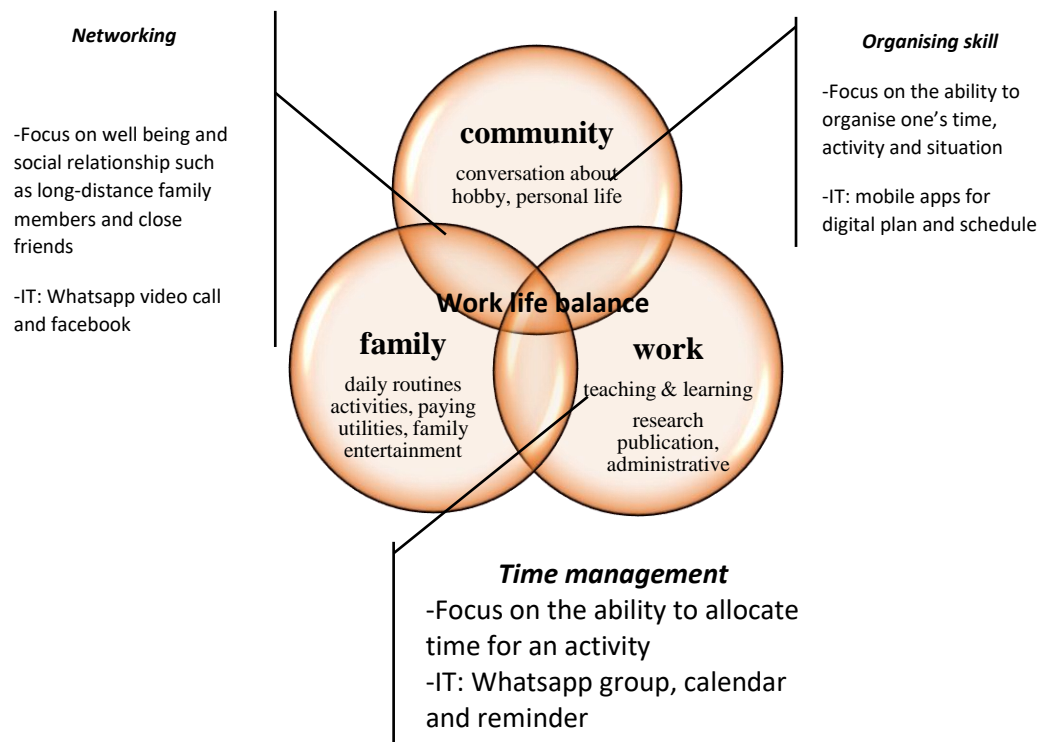 Networking
-Focus on well being and
social relationship such
as long-distance family
members and close
friends
-IT: Whatsapp video call
and facebook
Organising skill
-Focus on the ability to
organise one’s time,
activity and situation
-IT: mobile apps for
digital plan and schedule
community
conversation about
hobby, personal life
Work life balance
family
daily routines
activities, paying
utilities, family
entertainment
work
teaching & learning
research
publication,
administrative
Time management
-Focus on the ability to allocate
time for an activity
-IT: Whatsapp group, calendar
and reminder